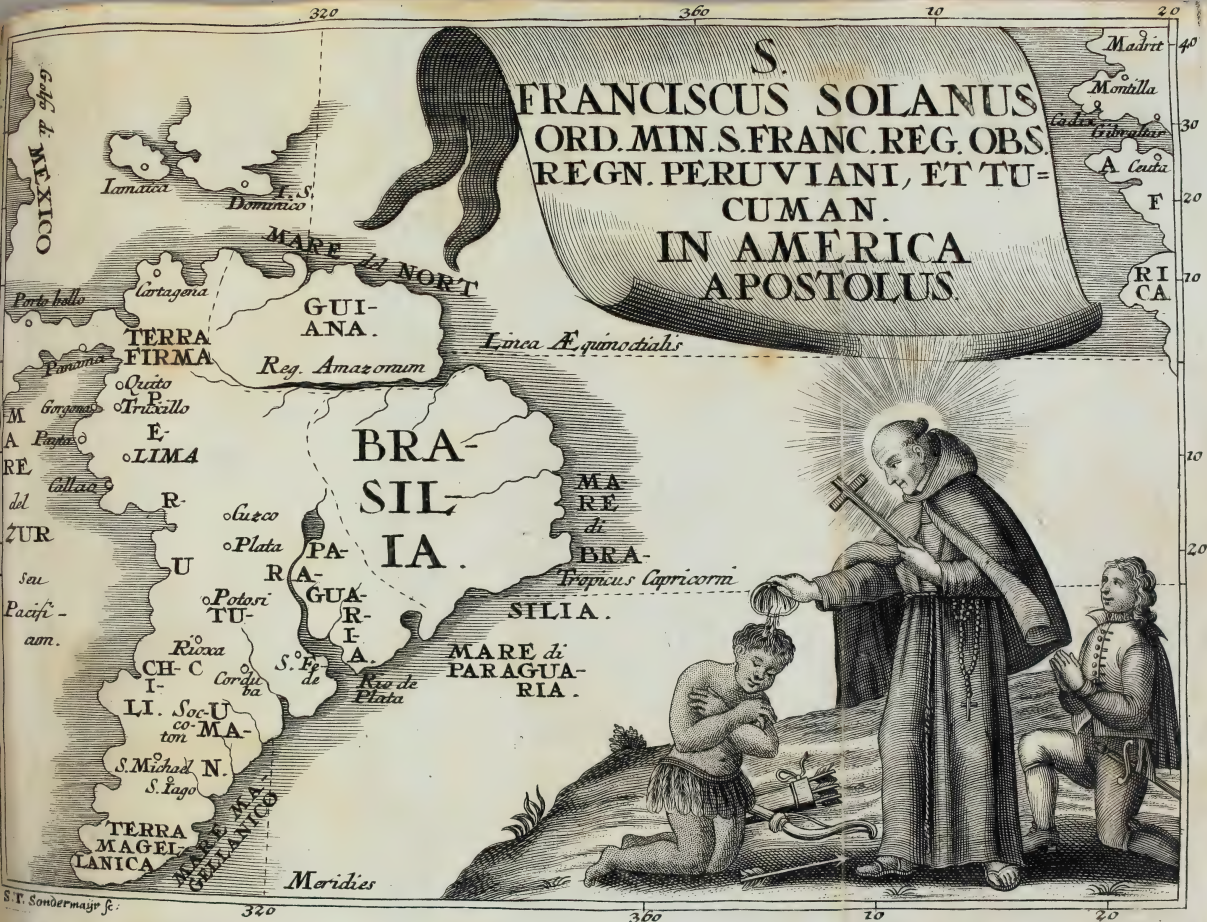 320
360
10
20
S.
FRANCISCUS SOLANUS
ORD. MIN. S. FRANC. REG. OBS.
REGN. PERUVIANI, ET TU=
CUMAN.
IN AMERICA
APOSTOLUS.
Madrit
40
Montilla
Cadix
Gibraltar
30
A
Ceuta
F
20
RI
CA.
10
Golfo di MEXICO
Iamaica
I. S.
Dominico
MARE del NORT
Porto bello
Cartagena
GUI-
ANA.
TERRA
FIRMA
Linea Æquinoctialis
Panama
Reg. Amazonum
Quito
P
Gorgona
Truxillo
MARE
del
ZUR
seu
Pacifi-
cum.
Payta
E-
LIMA
Callao
R-
BRA-
SIL-
IA.
MA-
RE
di
BRA-
SILIA.
10
Cuzco
Plata
U
PA-
R A-
GUA-
R-
I-
A.
20
Tropicus Capricorni
Potosi
TU-
Rioxa
CH-
I-
LI.
C
Cordu
ba
S. Fe-
de
MARE di
PARAGUA-
RIA.
Rio de
Plata
Soc-
co-
ton
U
MA-
N.
S. Michael
S. Iago
TERRA
MAGEL-
LANICA
MARE MA-
GELLANICO
Meridies
S. T. Sondermaÿr sc:
320
360
10
20